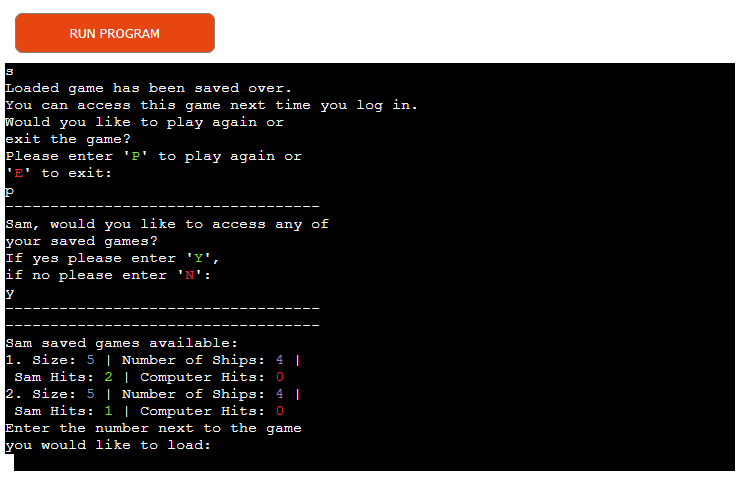 RUN PROGRAM
s
Loaded game has been saved over.
You can access this game next time you log in.
Would you like to play again or
exit the game?
Please enter 'P' to play again or
'E' to exit:
p
-----------------------------------
Sam, would you like to access any of
your saved games?
If yes please enter 'Y',
if no please enter 'N':
y
-----------------------------------
-----------------------------------
Sam saved games available:
1. Size: 5 | Number of Ships: 4 |
 Sam Hits: 2 | Computer Hits: 0
2. Size: 5 | Number of Ships: 4 |
 Sam Hits: 1 | Computer Hits: 0
Enter the number next to the game
you would like to load: